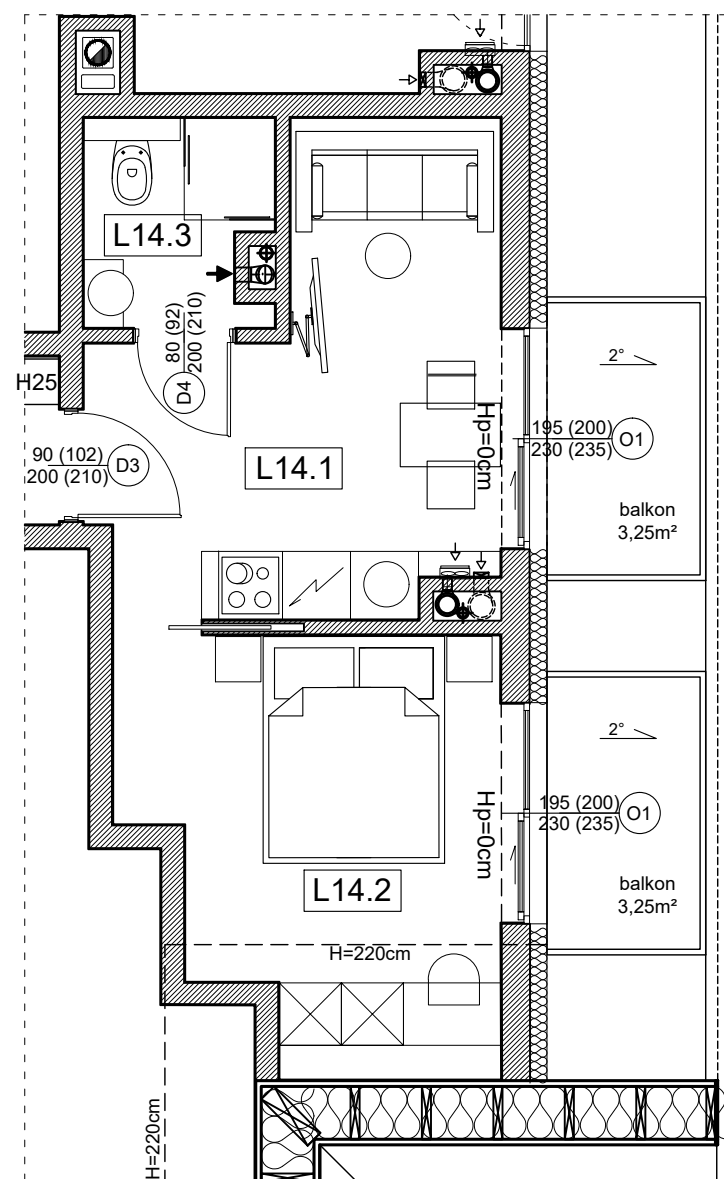 L14.3
80 (92)
200 (210)
D4
H25
90 (102)
200 (210)
D3
L14.1
Hp=0cm
195 (200)
230 (235)
O1
2°
balkon
3,25m²
L14.2
Hp=0cm
195 (200)
230 (235)
O1
2°
balkon
3,25m²
H=220cm
H=220cm